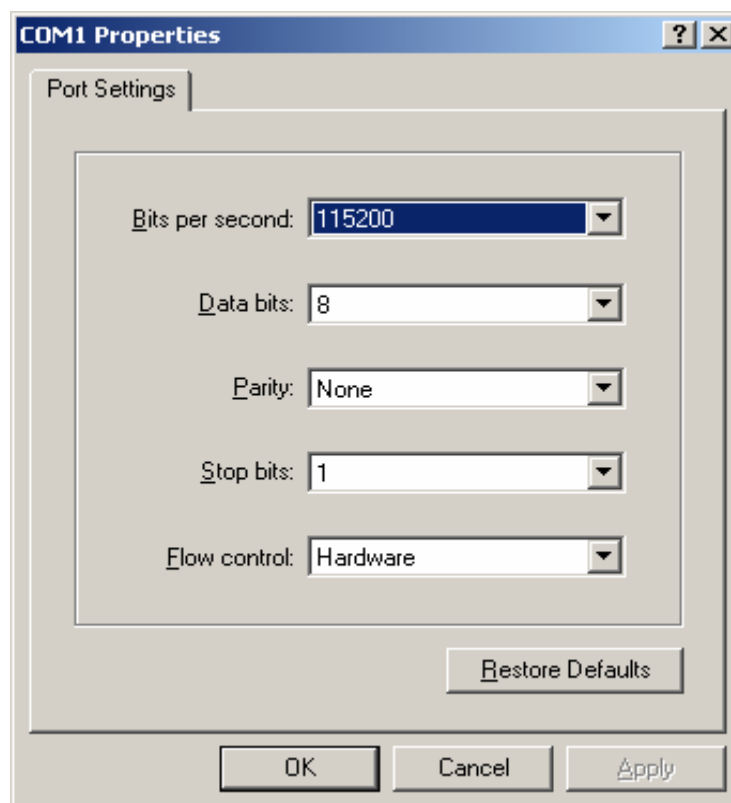 COM1 Properties
Port Settings
Bits per second: 115200
Data bits: 8
Parity: None
Stop bits: 1
Flow control: Hardware
Restore Defaults
OK Cancel Apply